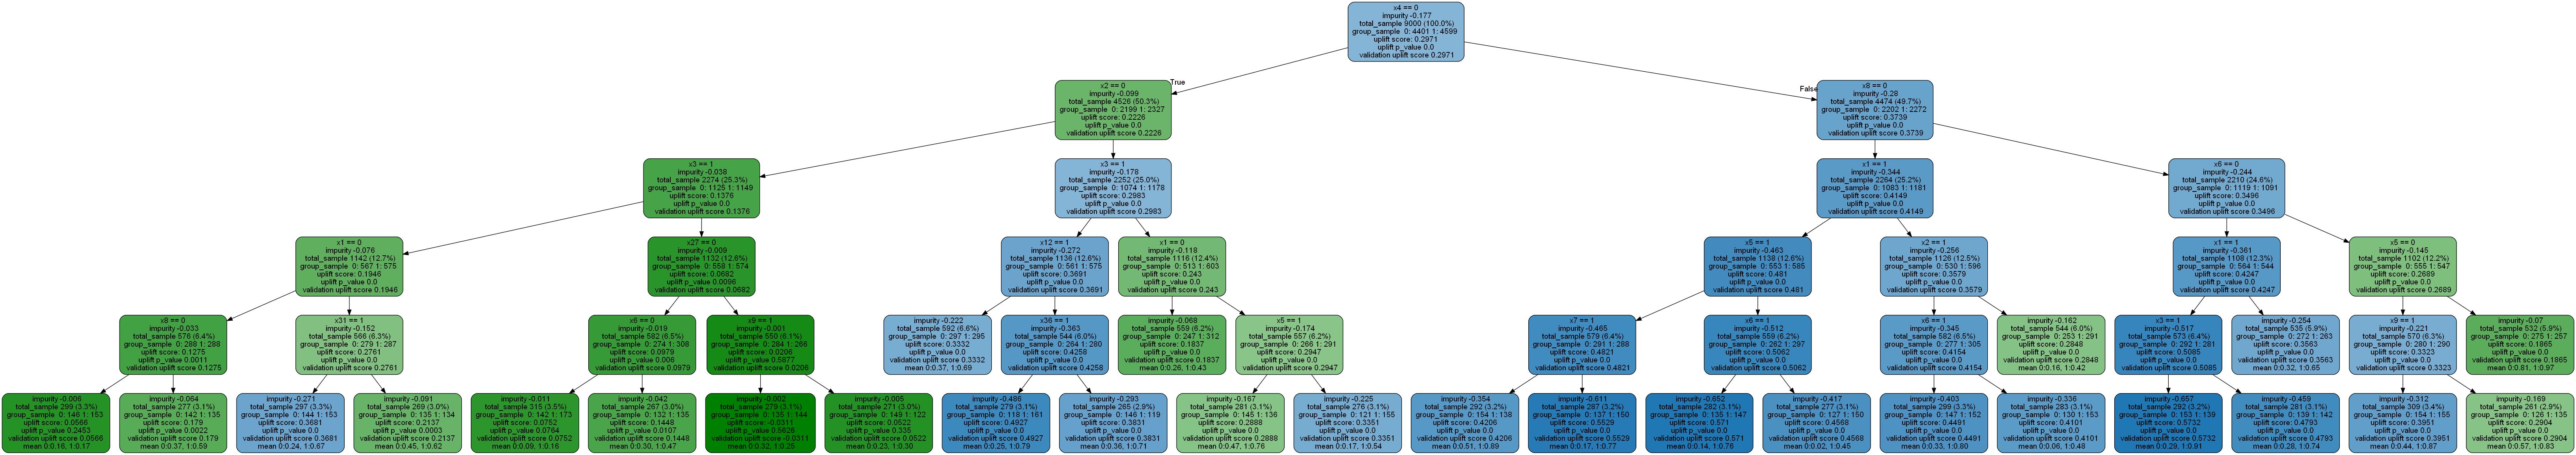 x4 == 0
impurity -0.177
total_sample 9000 (100.0%)
group_sample 0: 4401 1: 4599
uplift score: 0.2971
uplift p_value 0.0
validation uplift score 0.2971
True
False
x2 == 0
impurity -0.099
total_sample 4526 (50.3%)
group_sample 0: 2199 1: 2327
uplift score: 0.2226
uplift p_value 0.0
validation uplift score 0.2226
x8 == 0
impurity -0.28
total_sample 4474 (49.7%)
group_sample 0: 2202 1: 2272
uplift score: 0.3739
uplift p_value 0.0
validation uplift score 0.3739
x3 == 1
impurity -0.038
total_sample 2274 (25.3%)
group_sample 0: 1125 1: 1149
uplift score: 0.1376
uplift p_value 0.0
validation uplift score 0.1376
x3 == 1
impurity -0.178
total_sample 2252 (25.0%)
group_sample 0: 1074 1: 1178
uplift score: 0.2983
uplift p_value 0.0
validation uplift score 0.2983
x1 == 1
impurity -0.344
total_sample 2264 (25.2%)
group_sample 0: 1083 1: 1181
uplift score: 0.4149
uplift p_value 0.0
validation uplift score 0.4149
x6 == 0
impurity -0.244
total_sample 2210 (24.6%)
group_sample 0: 1119 1: 1091
uplift score: 0.3496
uplift p_value 0.0
validation uplift score 0.3496
x1 == 0
impurity -0.076
total_sample 1142 (12.7%)
group_sample 0: 567 1: 575
uplift score: 0.1946
uplift p_value 0.0
validation uplift score 0.1946
x27 == 0
impurity -0.009
total_sample 1132 (12.6%)
group_sample 0: 558 1: 574
uplift score: 0.0682
uplift p_value 0.0096
validation uplift score 0.0682
x12 == 1
impurity -0.272
total_sample 1136 (12.6%)
group_sample 0: 561 1: 575
uplift score: 0.3691
uplift p_value 0.0
validation uplift score 0.3691
x1 == 0
impurity -0.118
total_sample 1116 (12.4%)
group_sample 0: 513 1: 603
uplift score: 0.243
uplift p_value 0.0
validation uplift score 0.243
x5 == 1
impurity -0.463
total_sample 1138 (12.6%)
group_sample 0: 553 1: 585
uplift score: 0.481
uplift p_value 0.0
validation uplift score 0.481
x2 == 1
impurity -0.256
total_sample 1126 (12.5%)
group_sample 0: 530 1: 596
uplift score: 0.3579
uplift p_value 0.0
validation uplift score 0.3579
x1 == 1
impurity -0.361
total_sample 1108 (12.3%)
group_sample 0: 564 1: 544
uplift score: 0.4247
uplift p_value 0.0
validation uplift score 0.4247
x5 == 0
impurity -0.145
total_sample 1102 (12.2%)
group_sample 0: 555 1: 547
uplift score: 0.2689
uplift p_value 0.0
validation uplift score 0.2689
x8 == 0
impurity -0.033
total_sample 576 (6.4%)
group_sample 0: 288 1: 288
uplift score: 0.1275
uplift p_value 0.0011
validation uplift score 0.1275
x31 == 1
impurity -0.152
total_sample 566 (6.3%)
group_sample 0: 279 1: 287
uplift score: 0.2761
uplift p_value 0.0
validation uplift score 0.2761
x6 == 0
impurity -0.019
total_sample 582 (6.5%)
group_sample 0: 274 1: 308
uplift score: 0.0979
uplift p_value 0.006
validation uplift score 0.0979
x9 == 1
impurity -0.001
total_sample 550 (6.1%)
group_sample 0: 284 1: 266
uplift score: 0.0206
uplift p_value 0.5877
validation uplift score 0.0206
impurity -0.222
total_sample 592 (6.6%)
group_sample 0: 297 1: 295
uplift score: 0.3332
uplift p_value 0.0
validation uplift score 0.3332
mean 0:0.37, 1:0.69
x36 == 1
impurity -0.363
total_sample 544 (6.0%)
group_sample 0: 264 1: 280
uplift score: 0.4258
uplift p_value 0.0
validation uplift score 0.4258
impurity -0.068
total_sample 559 (6.2%)
group_sample 0: 247 1: 312
uplift score: 0.1837
uplift p_value 0.0
validation uplift score 0.1837
mean 0:0.26, 1:0.43
x5 == 1
impurity -0.174
total_sample 557 (6.2%)
group_sample 0: 266 1: 291
uplift score: 0.2947
uplift p_value 0.0
validation uplift score 0.2947
x7 == 1
impurity -0.465
total_sample 579 (6.4%)
group_sample 0: 291 1: 288
uplift score: 0.4821
uplift p_value 0.0
validation uplift score 0.4821
x6 == 1
impurity -0.512
total_sample 559 (6.2%)
group_sample 0: 262 1: 297
uplift score: 0.5062
uplift p_value 0.0
validation uplift score 0.5062
x6 == 1
impurity -0.345
total_sample 582 (6.5%)
group_sample 0: 277 1: 305
uplift score: 0.4154
uplift p_value 0.0
validation uplift score 0.4154
impurity -0.162
total_sample 544 (6.0%)
group_sample 0: 253 1: 291
uplift score: 0.2848
uplift p_value 0.0
validation uplift score 0.2848
mean 0:0.16, 1:0.42
x3 == 1
impurity -0.517
total_sample 573 (6.4%)
group_sample 0: 292 1: 281
uplift score: 0.5085
uplift p_value 0.0
validation uplift score 0.5085
impurity -0.254
total_sample 535 (5.9%)
group_sample 0: 272 1: 263
uplift score: 0.3563
uplift p_value 0.0
validation uplift score 0.3563
mean 0:0.32, 1:0.65
x9 == 1
impurity -0.221
total_sample 570 (6.3%)
group_sample 0: 280 1: 290
uplift score: 0.3323
uplift p_value 0.0
validation uplift score 0.3323
impurity -0.07
total_sample 532 (5.9%)
group_sample 0: 275 1: 257
uplift score: 0.1865
uplift p_value 0.0
validation uplift score 0.1865
mean 0:0.81, 1:0.97
impurity -0.006
total_sample 299 (3.3%)
group_sample 0: 146 1: 153
uplift score: 0.0566
uplift p_value 0.2453
validation uplift score 0.0566
mean 0:0.16, 1:0.17
impurity -0.064
total_sample 277 (3.1%)
group_sample 0: 142 1: 135
uplift score: 0.179
uplift p_value 0.0022
validation uplift score 0.179
mean 0:0.37, 1:0.59
impurity -0.271
total_sample 297 (3.3%)
group_sample 0: 144 1: 153
uplift score: 0.3681
uplift p_value 0.0
validation uplift score 0.3681
mean 0:0.24, 1:0.67
impurity -0.091
total_sample 269 (3.0%)
group_sample 0: 135 1: 134
uplift score: 0.2137
uplift p_value 0.0003
validation uplift score 0.2137
mean 0:0.45, 1:0.62
impurity -0.011
total_sample 315 (3.5%)
group_sample 0: 142 1: 173
uplift score: 0.0752
uplift p_value 0.0764
validation uplift score 0.0752
mean 0:0.09, 1:0.16
impurity -0.042
total_sample 267 (3.0%)
group_sample 0: 132 1: 135
uplift score: 0.1448
uplift p_value 0.0107
validation uplift score 0.1448
mean 0:0.30, 1:0.47
impurity -0.002
total_sample 279 (3.1%)
group_sample 0: 135 1: 144
uplift score: -0.0311
uplift p_value 0.5626
validation uplift score -0.0311
mean 0:0.32, 1:0.25
impurity -0.005
total_sample 271 (3.0%)
group_sample 0: 149 1: 122
uplift score: 0.0522
uplift p_value 0.335
validation uplift score 0.0522
mean 0:0.23, 1:0.30
impurity -0.486
total_sample 279 (3.1%)
group_sample 0: 118 1: 161
uplift score: 0.4927
uplift p_value 0.0
validation uplift score 0.4927
mean 0:0.25, 1:0.79
impurity -0.293
total_sample 265 (2.9%)
group_sample 0: 146 1: 119
uplift score: 0.3831
uplift p_value 0.0
validation uplift score 0.3831
mean 0:0.36, 1:0.71
impurity -0.167
total_sample 281 (3.1%)
group_sample 0: 145 1: 136
uplift score: 0.2888
uplift p_value 0.0
validation uplift score 0.2888
mean 0:0.47, 1:0.76
impurity -0.225
total_sample 276 (3.1%)
group_sample 0: 121 1: 155
uplift score: 0.3351
uplift p_value 0.0
validation uplift score 0.3351
mean 0:0.17, 1:0.54
impurity -0.354
total_sample 292 (3.2%)
group_sample 0: 154 1: 138
uplift score: 0.4206
uplift p_value 0.0
validation uplift score 0.4206
mean 0:0.51, 1:0.89
impurity -0.611
total_sample 287 (3.2%)
group_sample 0: 137 1: 150
uplift score: 0.5529
uplift p_value 0.0
validation uplift score 0.5529
mean 0:0.17, 1:0.77
impurity -0.652
total_sample 282 (3.1%)
group_sample 0: 135 1: 147
uplift score: 0.571
uplift p_value 0.0
validation uplift score 0.571
mean 0:0.14, 1:0.76
impurity -0.417
total_sample 277 (3.1%)
group_sample 0: 127 1: 150
uplift score: 0.4568
uplift p_value 0.0
validation uplift score 0.4568
mean 0:0.02, 1:0.45
impurity -0.403
total_sample 299 (3.3%)
group_sample 0: 147 1: 152
uplift score: 0.4491
uplift p_value 0.0
validation uplift score 0.4491
mean 0:0.33, 1:0.80
impurity -0.336
total_sample 283 (3.1%)
group_sample 0: 130 1: 153
uplift score: 0.4101
uplift p_value 0.0
validation uplift score 0.4101
mean 0:0.06, 1:0.48
impurity -0.657
total_sample 292 (3.2%)
group_sample 0: 153 1: 139
uplift score: 0.5732
uplift p_value 0.0
validation uplift score 0.5732
mean 0:0.29, 1:0.91
impurity -0.459
total_sample 281 (3.1%)
group_sample 0: 139 1: 142
uplift score: 0.4793
uplift p_value 0.0
validation uplift score 0.4793
mean 0:0.28, 1:0.74
impurity -0.312
total_sample 309 (3.4%)
group_sample 0: 154 1: 155
uplift score: 0.3951
uplift p_value 0.0
validation uplift score 0.3951
mean 0:0.44, 1:0.87
impurity -0.169
total_sample 261 (2.9%)
group_sample 0: 126 1: 135
uplift score: 0.2904
uplift p_value 0.0
validation uplift score 0.2904
mean 0:0.57, 1:0.83